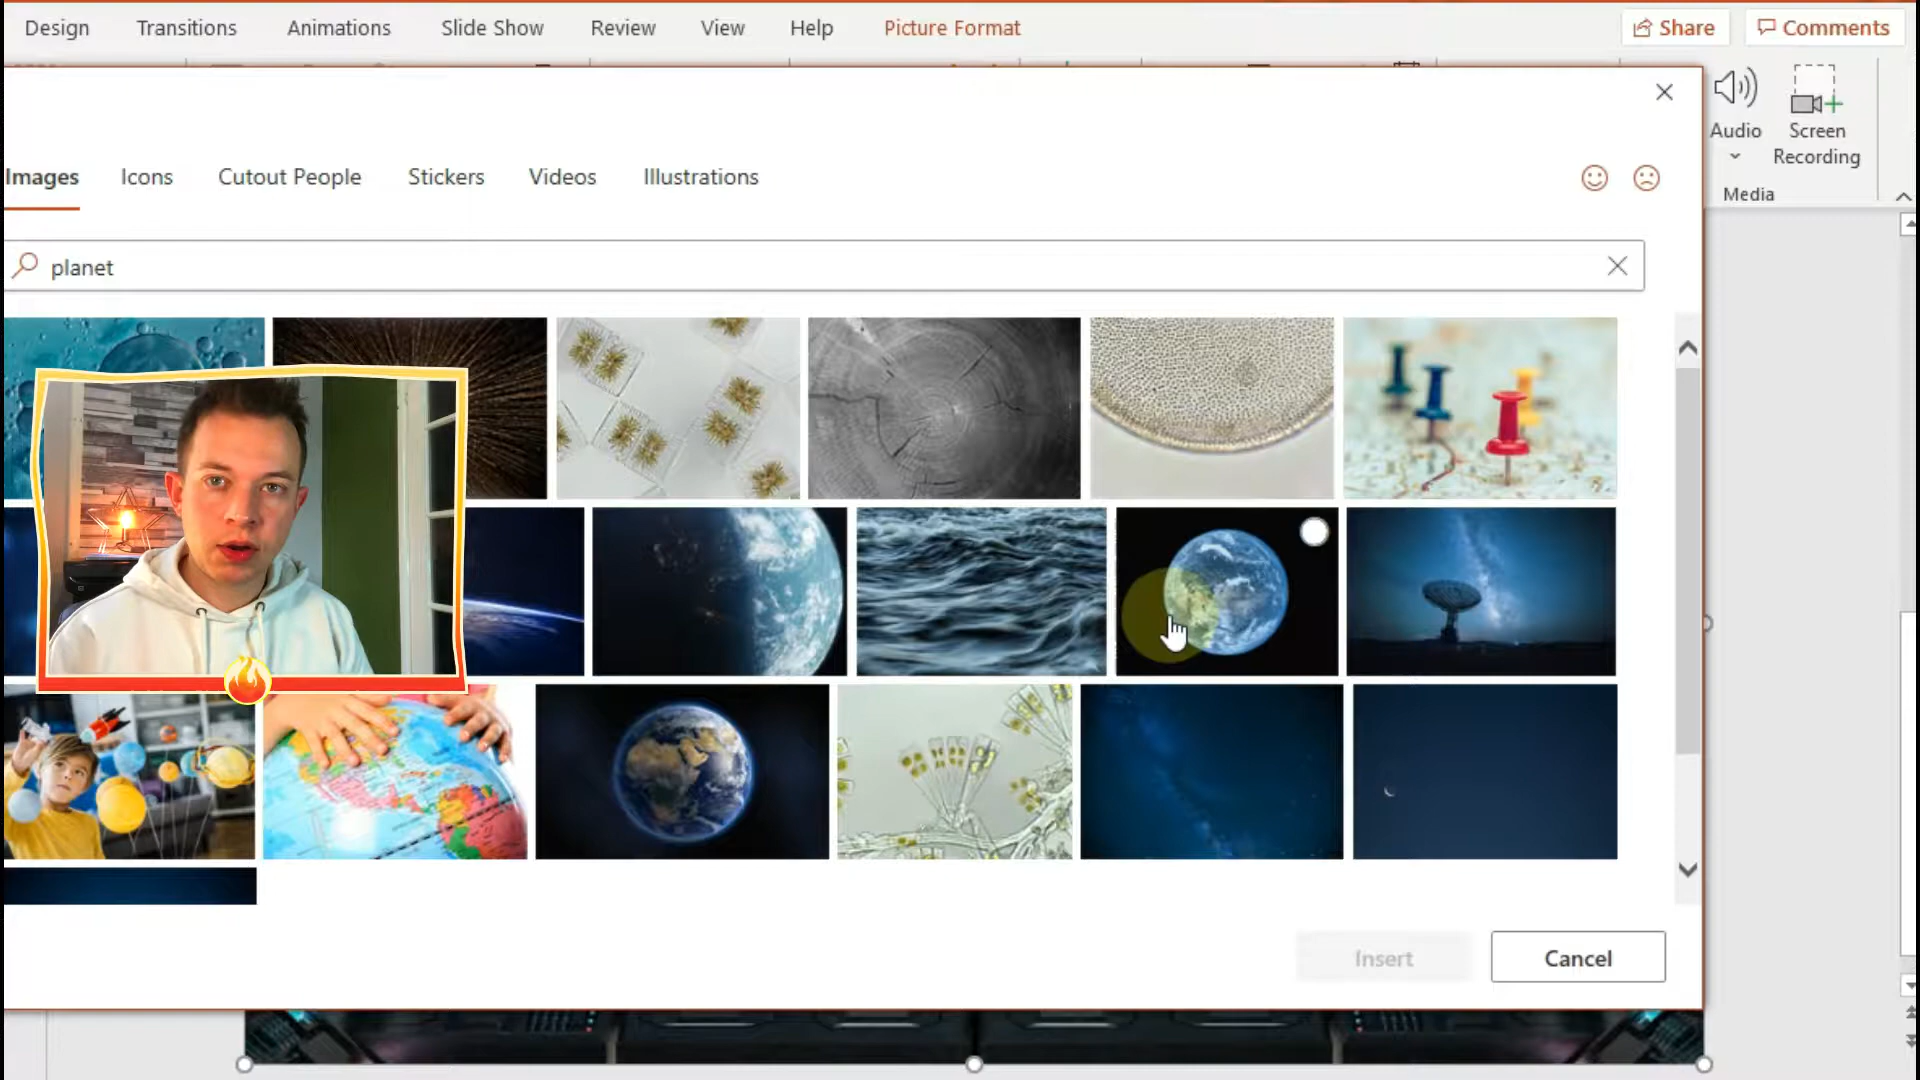 Design Transitions Animations Slide Show Review View Help Picture Format Share Comments
Audio Screen Recording
Media
Images Icons Cutout People Stickers Videos Illustrations
planet
Insert Cancel